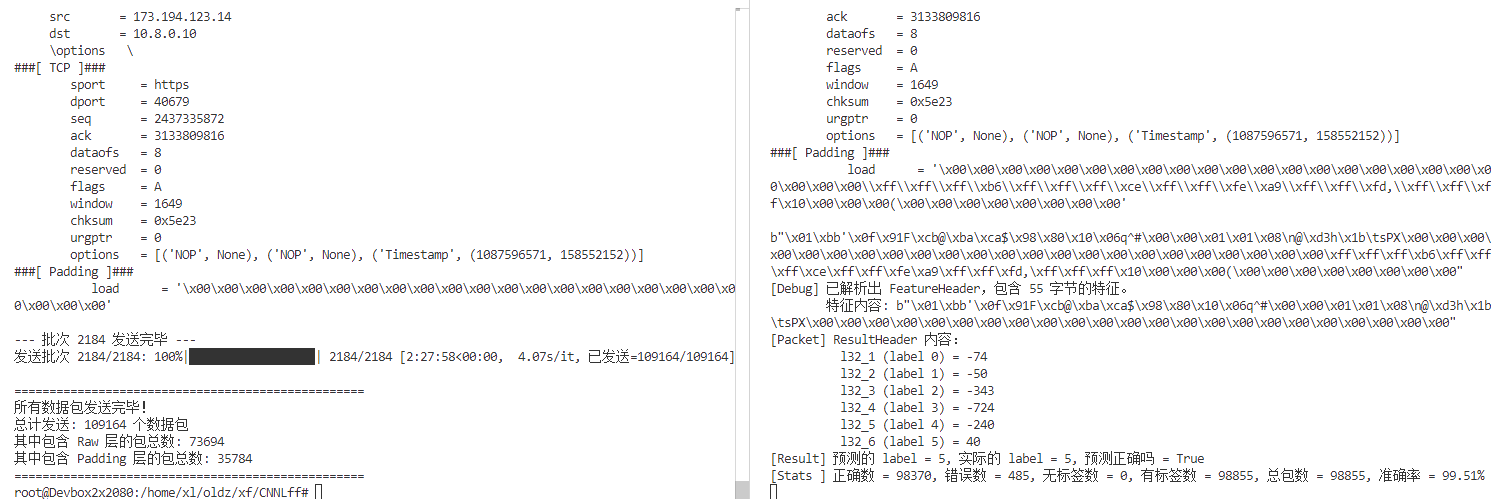 src       = 173.194.123.14
dst       = 10.8.0.10
\options   \
###[ TCP ]###
sport     = https
dport     = 40679
seq       = 2437335872
ack       = 3133809816
dataofs   = 8
reserved  = 0
flags     = A
window    = 1649
chksum    = 0x5e23
urgptr    = 0
options   = [('NOP', None), ('NOP', None), ('Timestamp', (1087596571, 158552152))]
###[ Padding ]###
load      = '\x00\x00\x00\x00\x00\x00\x00\x00\x00\x00\x00\x00\x00\x00\x00\x00\x00\x00\x00\x0
0\x00\x00\x00'
--- 批次 2184 发送完毕 ---
发送批次 2184/2184: 100%| | 2184/2184 [2:27:58<00:00,  4.07s/it, 已发送=109164/109164]
==================================================
所有数据包发送完毕!
总计发送: 109164 个数据包
其中包含 Raw 层的包总数: 73694
其中包含 Padding 层的包总数: 35784
==================================================
root@Devbox2x2080:/home/xl/oldz/xf/CNNLff#
ack       = 3133809816
dataofs   = 8
reserved  = 0
flags     = A
window    = 1649
chksum    = 0x5e23
urgptr    = 0
options   = [('NOP', None), ('NOP', None), ('Timestamp', (1087596571, 158552152))]
###[ Padding ]###
load      = '\x00\x00\x00\x00\x00\x00\x00\x00\x00\x00\x00\x00\x00\x00\x00\x00\x00\x00\x00\x0
0\x00\x00\x00\\xff\\xff\\xff\\xb6\\xff\\xff\\xff\\xce\\xff\\xff\\xfe\\xa9\\xff\\xff\\xfd,\\xff\\xff\\xf
f\x10\x00\x00\x00(\x00\x00\x00\x00\x00\x00\x00\x00'
b"\x01\xbb'\x0f\x91F\xcb@\xba\xca$\x98\x80\x10\x06q^#\x00\x00\x01\x01\x08\n@\xd3h\x1b\tsPX\x00\x00\x00\
x00\x00\x00\x00\x00\x00\x00\x00\x00\x00\x00\x00\x00\x00\x00\x00\x00\x00\x00\x00\xff\xff\xff\xb6\xff\xff
\xff\xce\xff\xff\xfe\xa9\xff\xff\xfd,\xff\xff\xff\x10\x00\x00\x00(\x00\x00\x00\x00\x00\x00\x00\x00"
[Debug] 已解析出 FeatureHeader, 包含 55 字节的特征。
特征内容: b"\x01\xbb'\x0f\x91F\xcb@\xba\xca$\x98\x80\x10\x06q^#\x00\x00\x01\x01\x08\n@\xd3h\x1b
\tsPX\x00\x00\x00\x00\x00\x00\x00\x00\x00\x00\x00\x00\x00\x00\x00\x00\x00\x00\x00\x00\x00\x00\x00"
[Packet] ResultHeader 内容:
l32_1 (label 0) = -74
l32_2 (label 1) = -50
l32_3 (label 2) = -343
l32_4 (label 3) = -724
l32_5 (label 4) = -240
l32_6 (label 5) = 40
[Result] 预测的 label = 5, 实际的 label = 5, 预测正确吗 = True
[Stats ] 正确数 = 98370, 错误数 = 485, 无标签数 = 0, 有标签数 = 98855, 总包数 = 98855, 准确率 = 99.51%